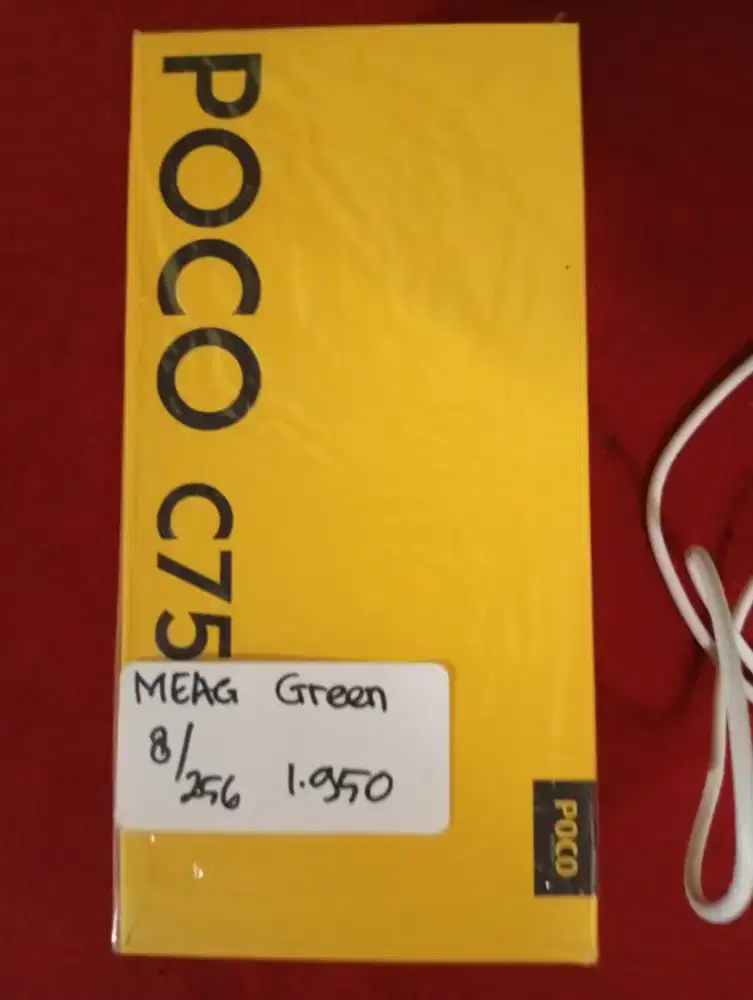 POCO C75
MEAG Green
8/256 1.950
POCO